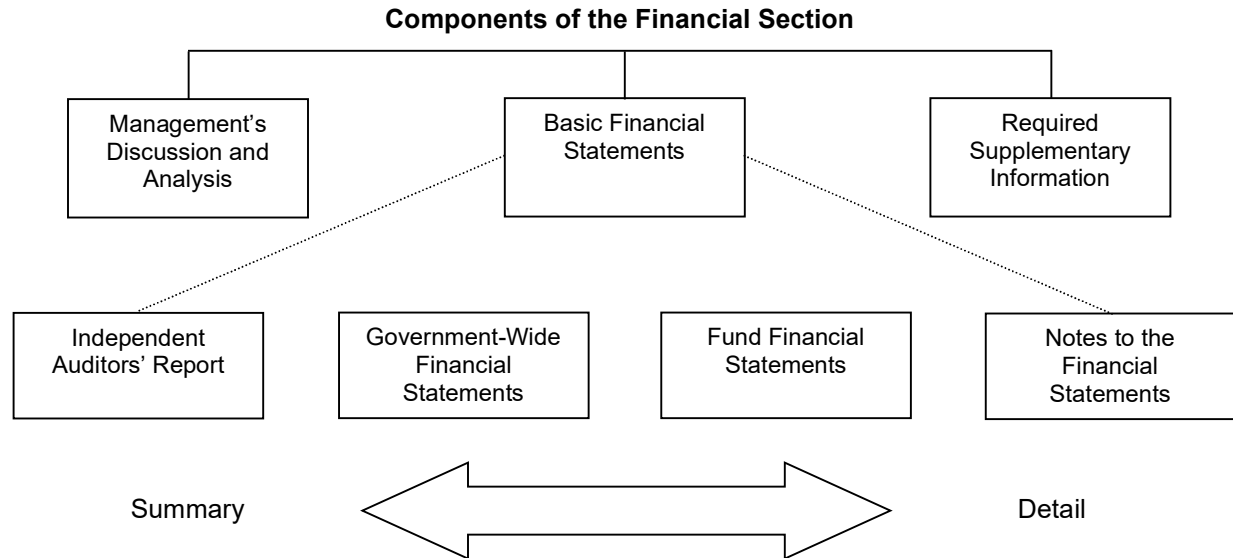 Components of the Financial Section
Management’s
Discussion and
Analysis
Basic Financial
Statements
Required
Supplementary
Information
Independent
Auditors’ Report
Government-Wide
Financial
Statements
Fund Financial
Statements
Notes to the
Financial
Statements
Summary
Detail